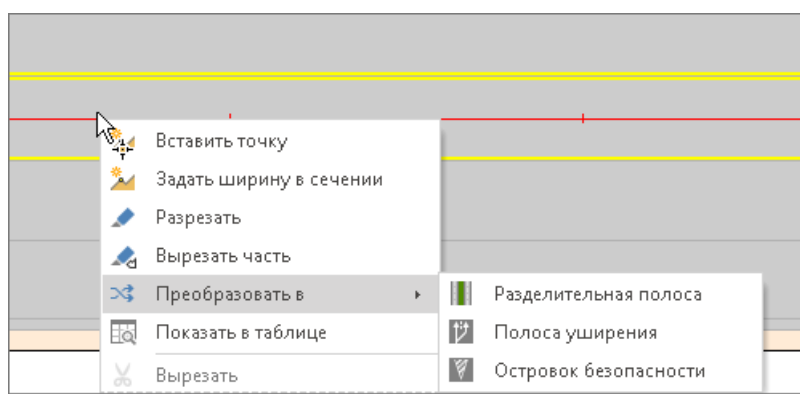 Вставить точку
Задать ширину в сечении
Разрезать
Вырезать часть
Преобразовать в
Разделительная полоса
Показать в таблице
Полоса уширения
Вырезать
Островок безопасности